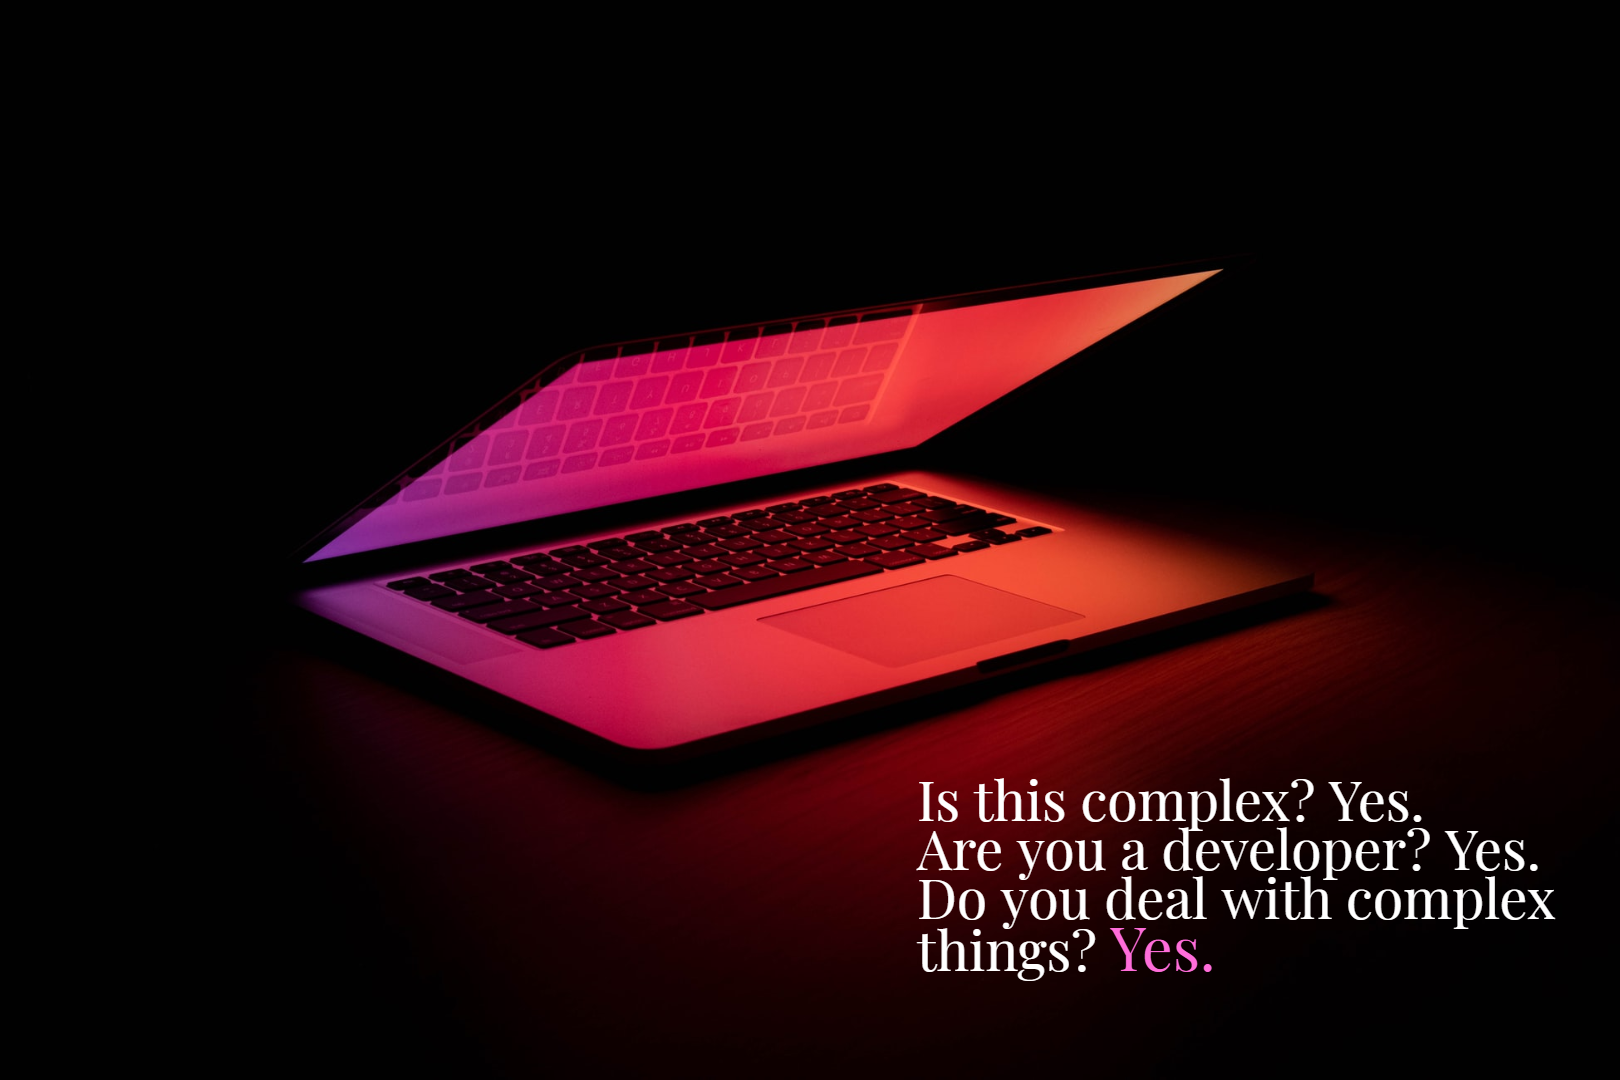 Is this complex? Yes.
Are you a developer? Yes.
Do you deal with complex
things? Yes.